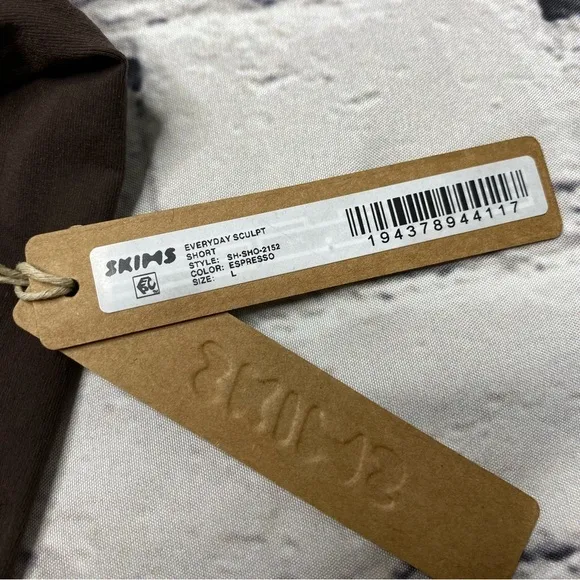 SKIMS
EVERYDAY SCULPT
SHORT
STYLE: SH-SHO-2152
COLOR: ESPRESSO
SIZE: L
194378944117
SKIMS